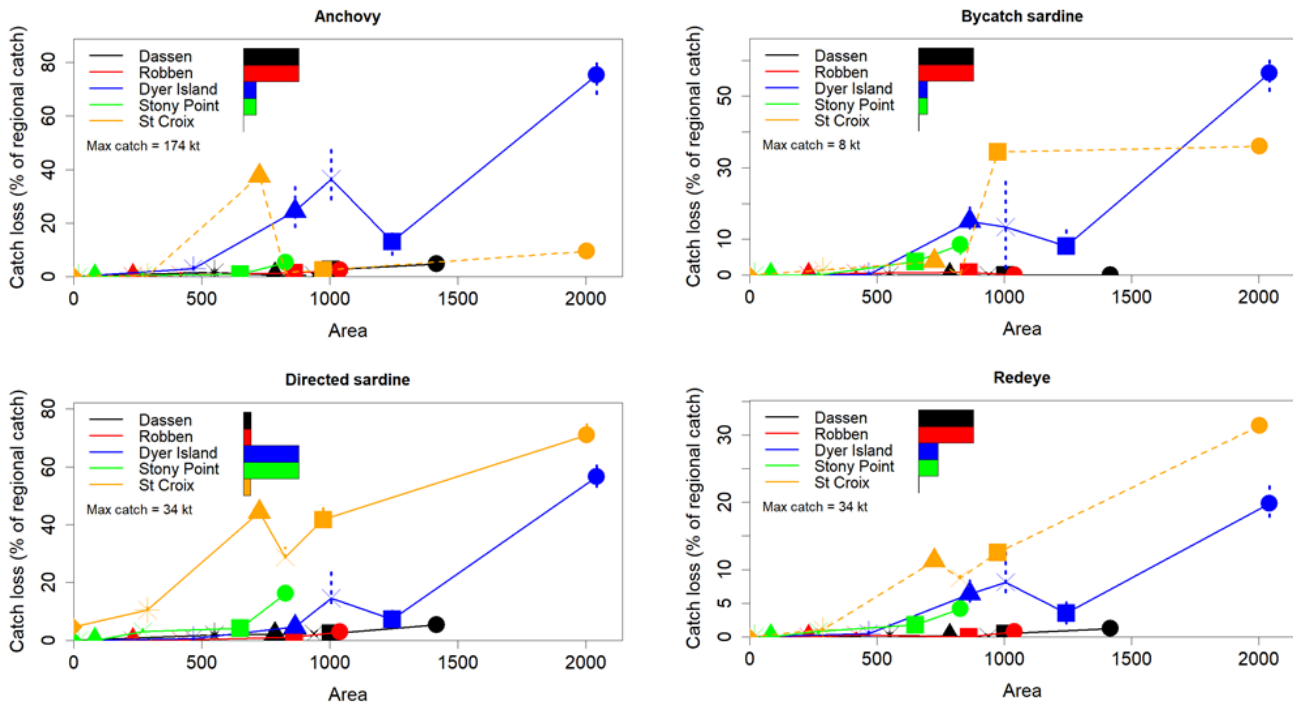 Anchovy
Catch loss (% of regional catch)
80
60
40
20
0
Dassen
Robben
Dyer Island
Stony Point
St Croix
Max catch = 174 kt
0 500 1000 1500 2000
Area
Bycatch sardine
Catch loss (% of regional catch)
50
30
10
0
Dassen
Robben
Dyer Island
Stony Point
St Croix
Max catch = 8 kt
0 500 1000 1500 2000
Area
Directed sardine
Catch loss (% of regional catch)
80
60
40
20
0
Dassen
Robben
Dyer Island
Stony Point
St Croix
Max catch = 34 kt
0 500 1000 1500 2000
Area
Redeye
Catch loss (% of regional catch)
30
20
10
5
0
Dassen
Robben
Dyer Island
Stony Point
St Croix
Max catch = 34 kt
0 500 1000 1500 2000
Area